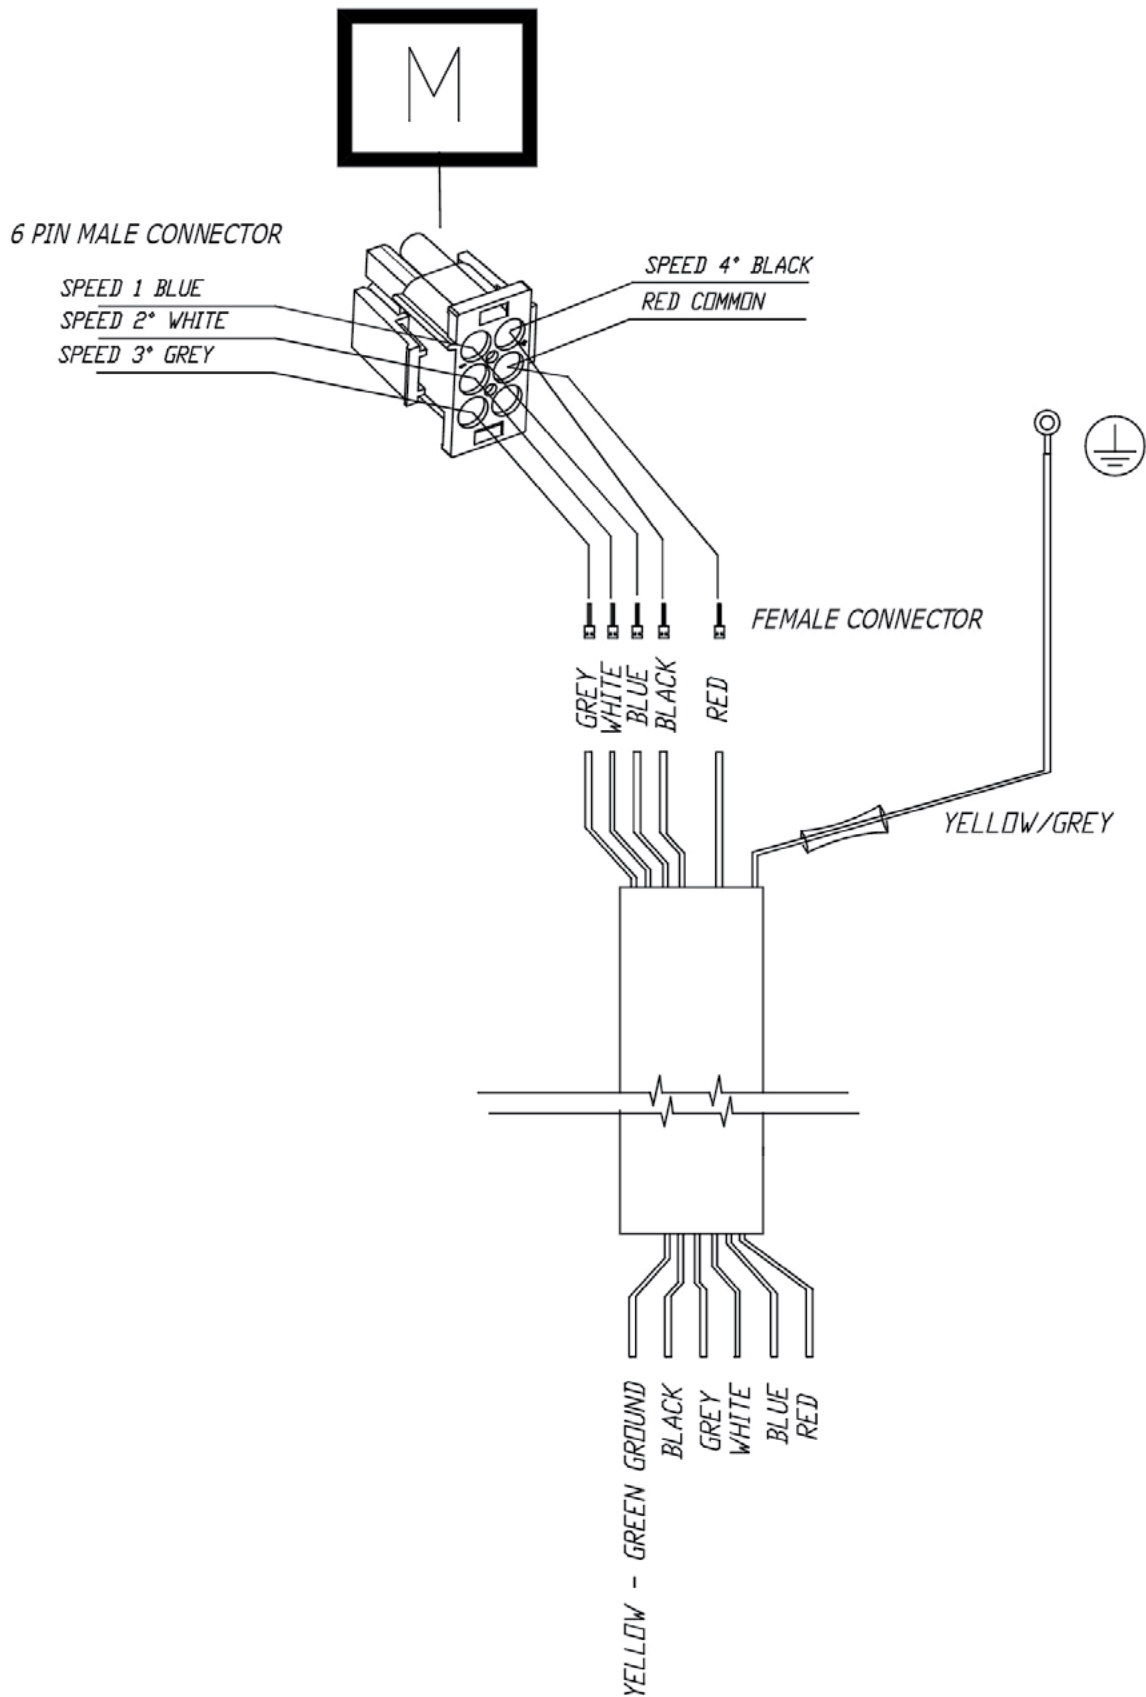 M
6 PIN MALE CONNECTOR
SPEED 1 BLUE
SPEED 2° WHITE
SPEED 3° GREY
SPEED 4° BLACK
RED COMMON
FEMALE CONNECTOR
GREY
WHITE
BLUE
BLACK
RED
YELLOW/GREY
YELLOW - GREEN GROUND
BLACK
GREY
WHITE
BLUE
RED